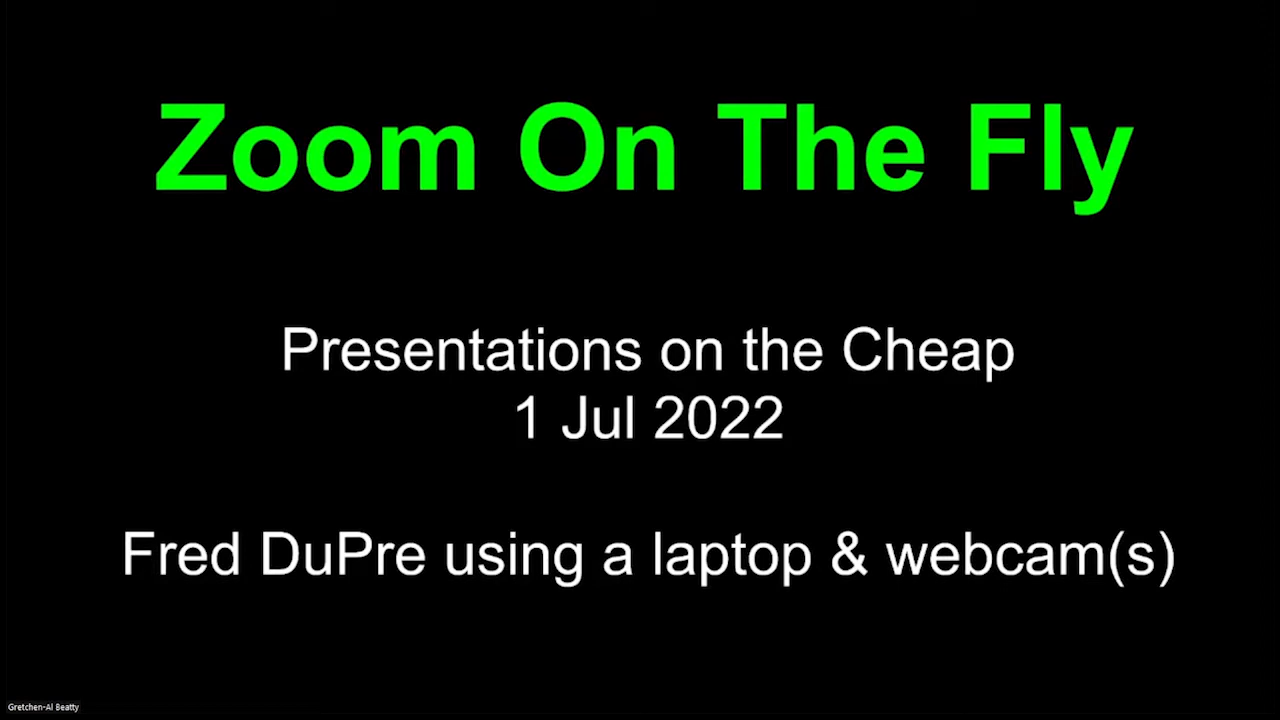 Zoom On The Fly
Presentations on the Cheap
1 Jul 2022
Fred DuPre using a laptop & webcam(s)
Gretchen-Al Beatty